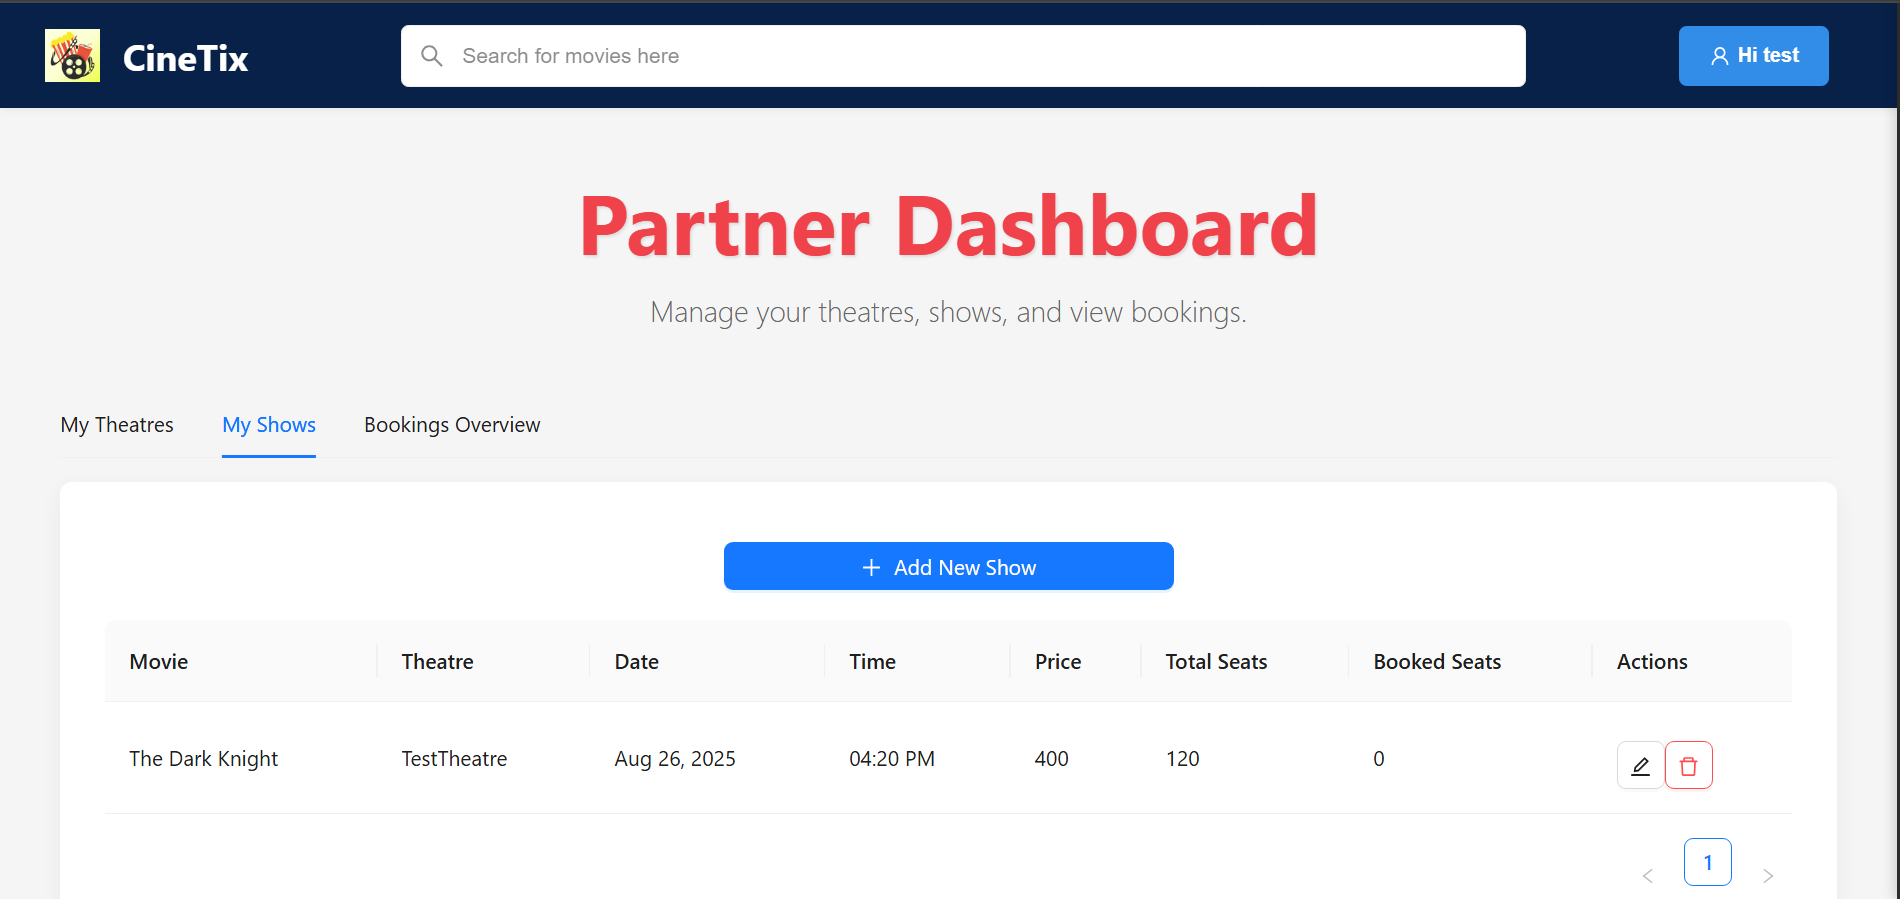 CineTix
Search for movies here
Hi test
Partner Dashboard
Manage your theatres, shows, and view bookings.
My Theatres My Shows Bookings Overview
+ Add New Show
Movie Theatre Date Time Price Total Seats Booked Seats Actions
The Dark Knight TestTheatre Aug 26, 2025 04:20 PM 400 120 0
< 1 >